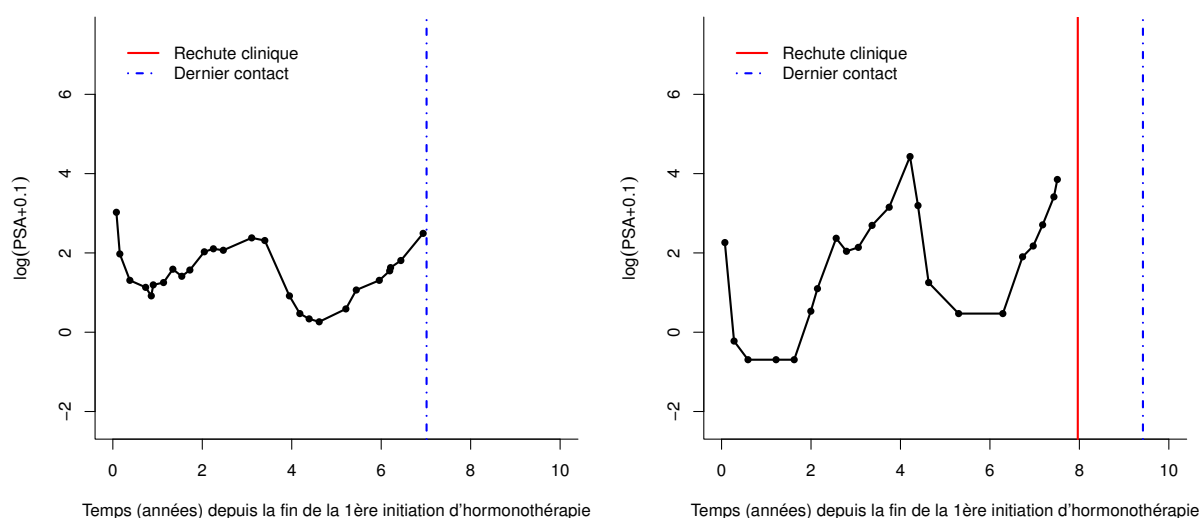 Rechute clinique
Dernier contact
log(PSA+0.1)
6
4
2
0
−2
0 2 4 6 8 10
Temps (années) depuis la fin de la 1ère initiation d'hormonothérapie
Rechute clinique
Dernier contact
log(PSA+0.1)
6
4
2
0
−2
0 2 4 6 8 10
Temps (années) depuis la fin de la 1ère initiation d'hormonothérapie